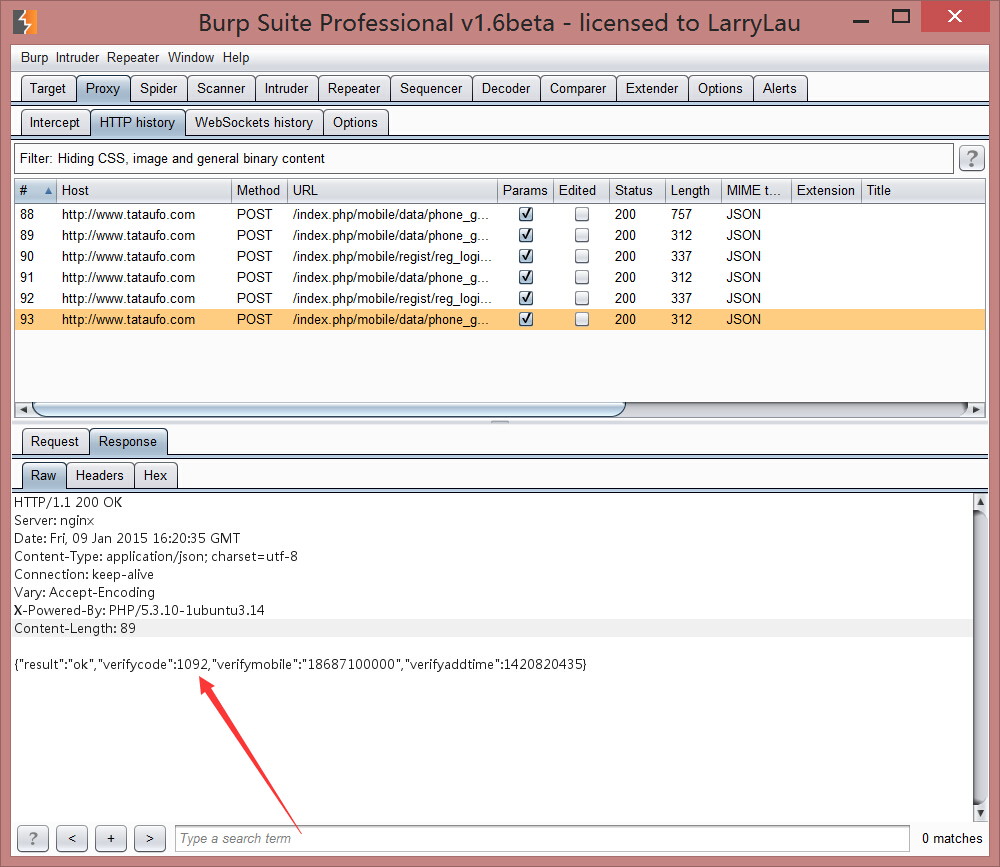 Burp Suite Professional v1.6beta - licensed to LarryLau
Burp Intruder Repeater Window Help
Target Proxy Spider Scanner Intruder Repeater Sequencer Decoder Comparer Extender Options Alerts
Intercept HTTP history WebSockets history Options
Filter: Hiding CSS, image and general binary content ?
# Host Method URL Params Edited Status Length MIME t... Extension Title
88 http://www.tataufo.com POST /index.php/mobile/data/phone_g... 200 757 JSON
89 http://www.tataufo.com POST /index.php/mobile/data/phone_g... 200 312 JSON
90 http://www.tataufo.com POST /index.php/mobile/regist/reg_logi... 200 337 JSON
91 http://www.tataufo.com POST /index.php/mobile/data/phone_g... 200 312 JSON
92 http://www.tataufo.com POST /index.php/mobile/regist/reg_logi... 200 337 JSON
93 http://www.tataufo.com POST /index.php/mobile/data/phone_g... 200 312 JSON
Request Response
Raw Headers Hex
HTTP/1.1 200 OK
Server: nginx
Date: Fri, 09 Jan 2015 16:20:35 GMT
Content-Type: application/json; charset=utf-8
Connection: keep-alive
Vary: Accept-Encoding
X-Powered-By: PHP/5.3.10-1ubuntu3.14
Content-Length: 89
{"result":"ok","verifycode":1092,"verifymobile":"18687100000","verifyaddtime":1420820435}
? < + > Type a search term 0 matches